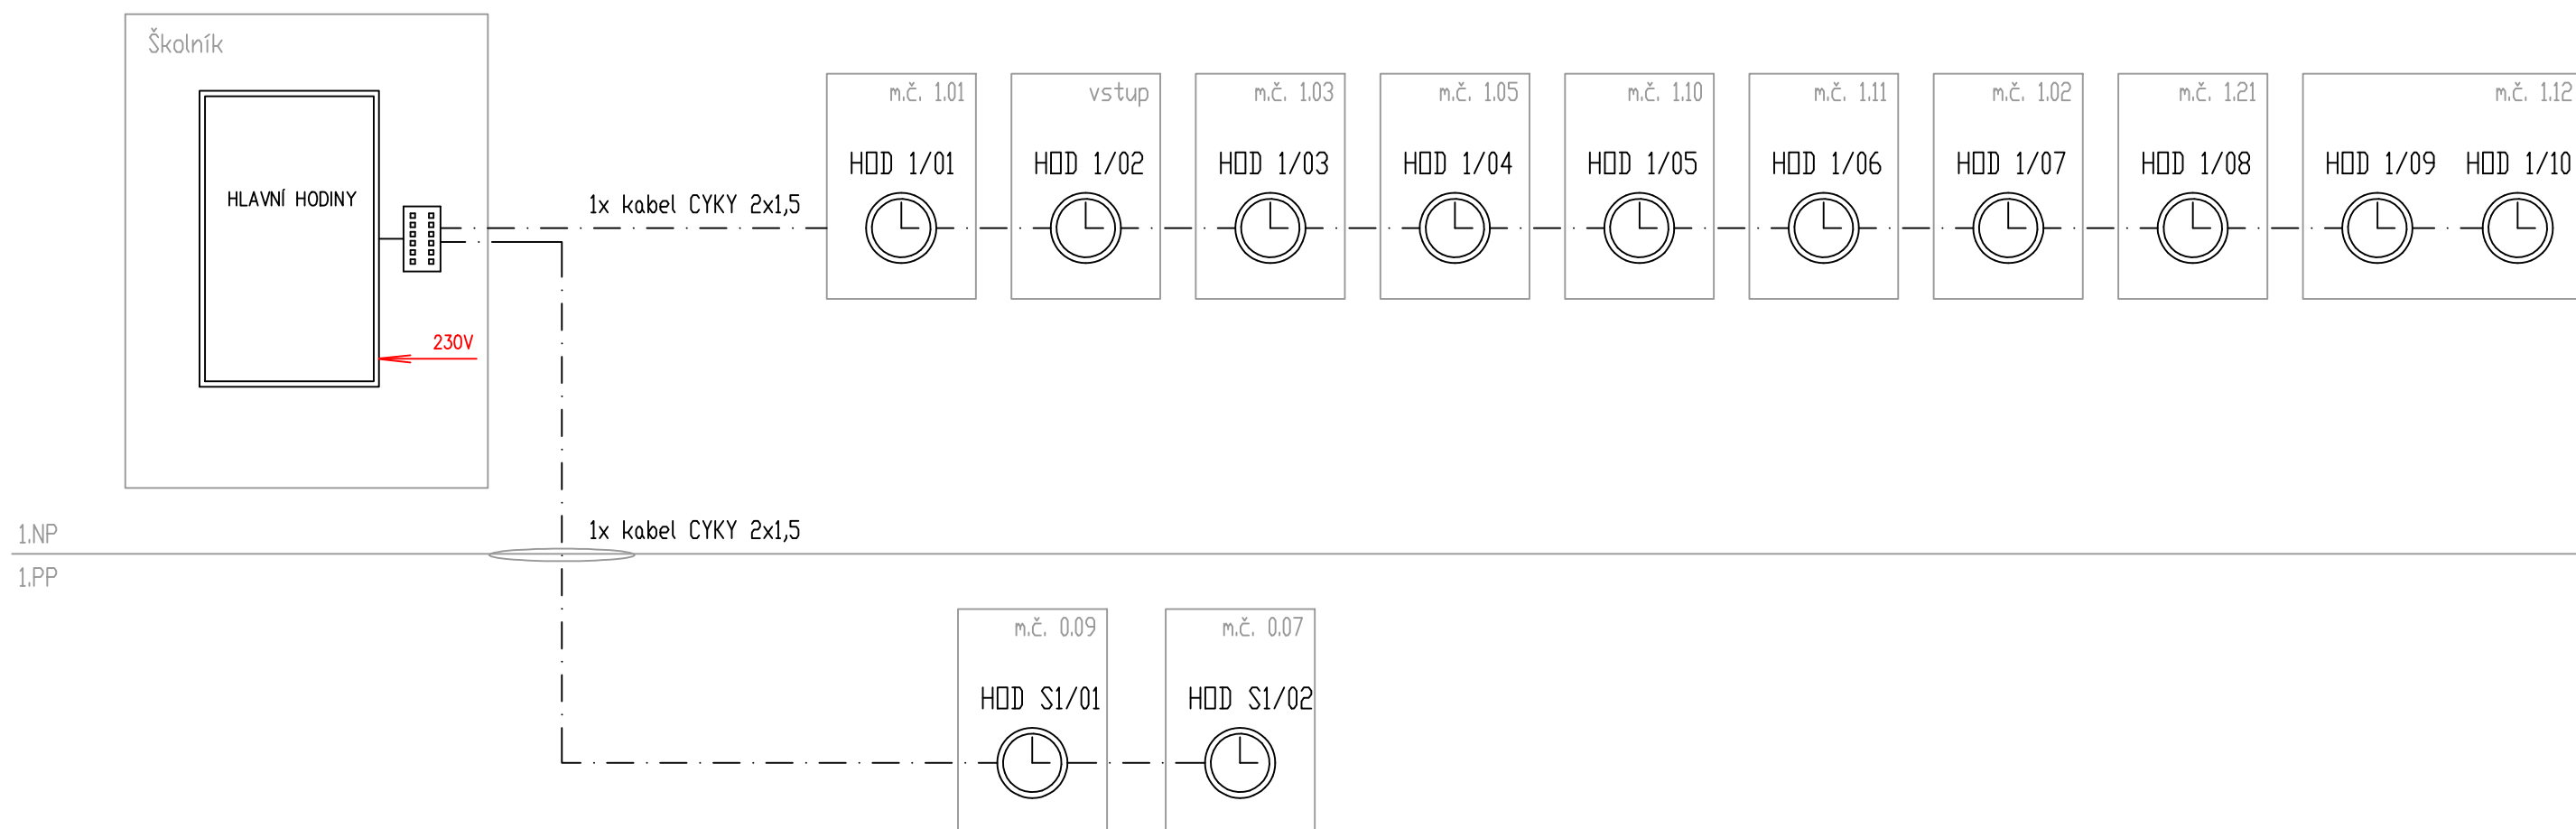 Školník
HLAVNÍ HODINY
230V
1x kabel CYKY 2x1,5
m.č. 1.01
HOD 1/01
vstup
HOD 1/02
m.č. 1.03
HOD 1/03
m.č. 1.05
HOD 1/04
m.č. 1.10
HOD 1/05
m.č. 1.11
HOD 1/06
m.č. 1.02
HOD 1/07
m.č. 1.21
HOD 1/08
m.č. 1.12
HOD 1/09
HOD 1/10
1.NP
1x kabel CYKY 2x1,5
1.PP
m.č. 0.09
HOD S1/01
m.č. 0.07
HOD S1/02